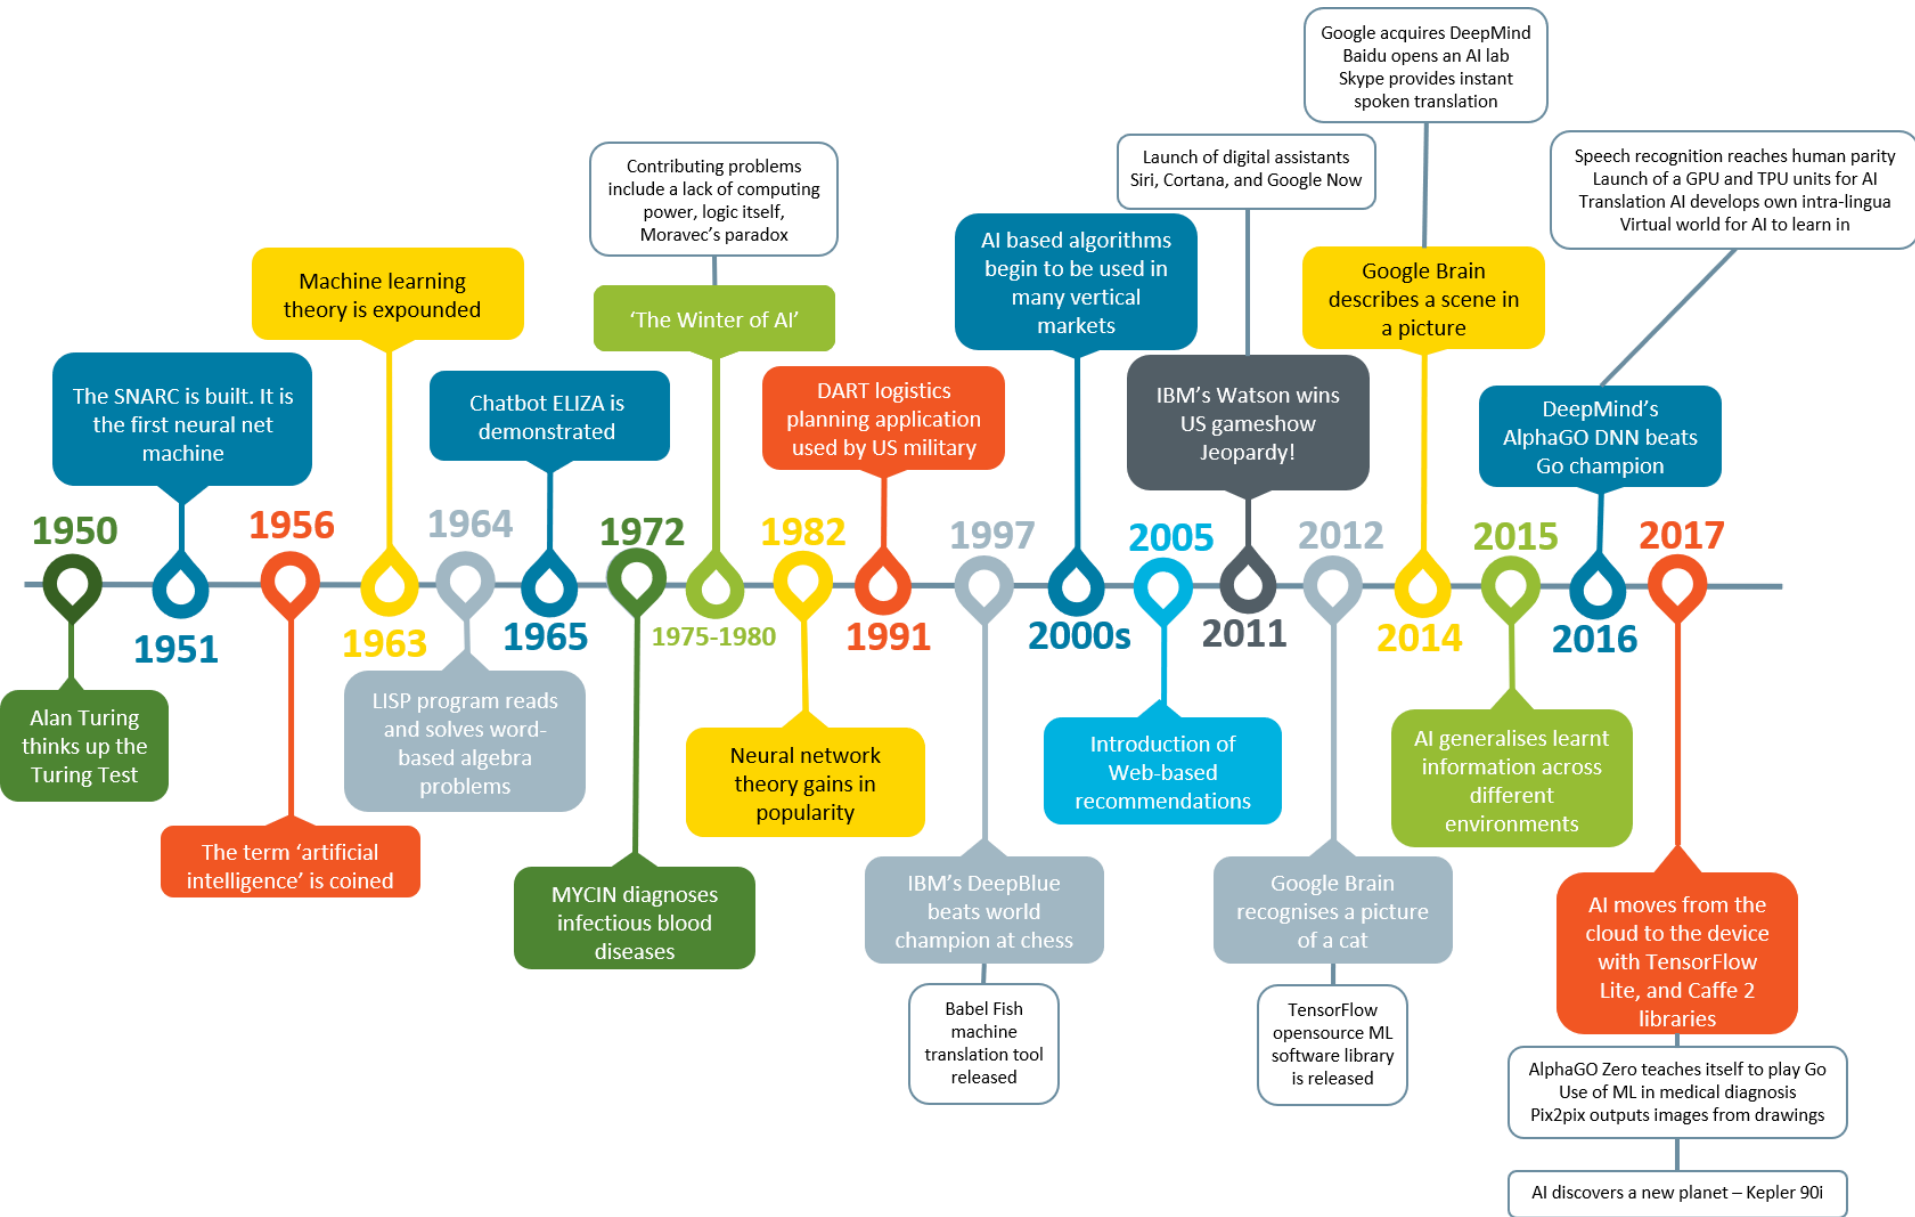 1950
Alan Turing
thinks up the
Turing Test
The SNARC is built. It is
the first neural net
machine
1951
1956
The term ‘artificial
intelligence’ is coined
Machine learning
theory is expounded
1963
1964
LISP program reads
and solves word-
based algebra
problems
Chatbot ELIZA is
demonstrated
1965
1972
MYCIN diagnoses
infectious blood
diseases
Contributing problems
include a lack of computing
power, logic itself,
Moravec’s paradox
‘The Winter of AI’
1975-1980
1982
Neural network
theory gains in
popularity
DART logistics
planning application
used by US military
1991
1997
IBM’s DeepBlue
beats world
champion at chess
Babel Fish
machine
translation tool
released
AI based algorithms
begin to be used in
many vertical
markets
2000s
2005
Introduction of
Web-based
recommendations
Launch of digital assistants
Siri, Cortana, and Google Now
IBM’s Watson wins
US gameshow
Jeopardy!
2011
2012
Google Brain
recognises a picture
of a cat
TensorFlow
opensource ML
software library
is released
Google acquires DeepMind
Baidu opens an AI lab
Skype provides instant
spoken translation
Google Brain
describes a scene in
a picture
2014
2015
AI generalises learnt
information across
different
environments
Speech recognition reaches human parity
Launch of a GPU and TPU units for AI
Translation AI develops own intra-lingua
Virtual world for AI to learn in
DeepMind’s
AlphaGO DNN beats
Go champion
2016
2017
AI moves from the
cloud to the device
with TensorFlow
Lite, and Caffe 2
libraries
AlphaGO Zero teaches itself to play Go
Use of ML in medical diagnosis
Pix2pix outputs images from drawings
AI discovers a new planet – Kepler 90i